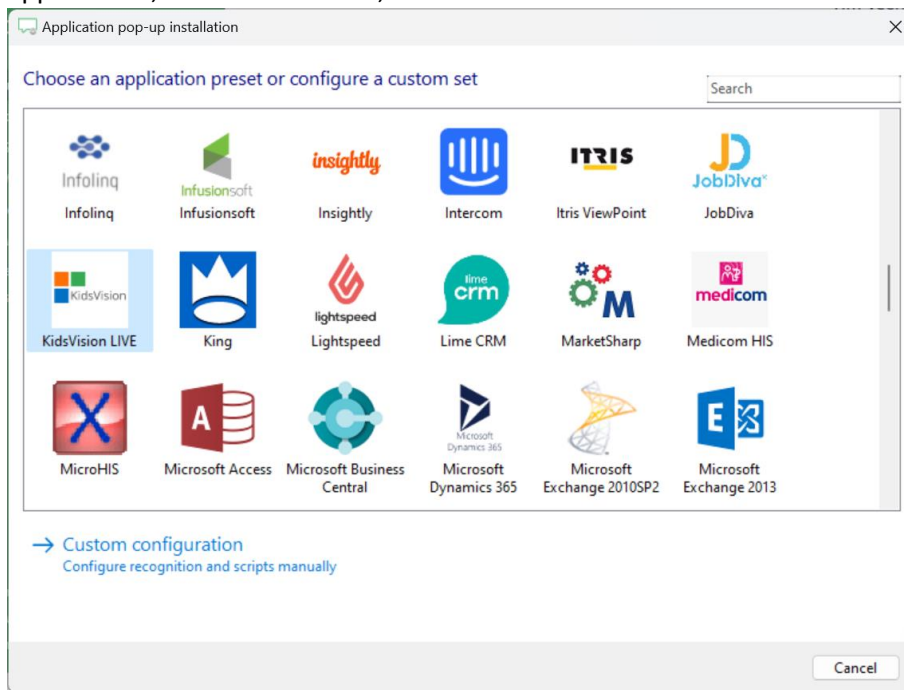 Application pop-up installation
Choose an application preset or configure a custom set
Search
Infolinq
Infusionsoft
insightly
ITRIS
JobDiva
Infolinq
Infusionsoft
Insightly
Intercom
Itris ViewPoint
JobDiva
KidsVision
lightspeed
lime
crm
M
medicom
KidsVision LIVE
King
Lightspeed
Lime CRM
MarketSharp
Medicom HIS
X
A
Microsoft
Dynamics 365
E
MicroHIS
Microsoft Access
Microsoft Business
Central
Microsoft
Dynamics 365
Microsoft
Exchange 2010SP2
Microsoft
Exchange 2013
Custom configuration
Configure recognition and scripts manually
Cancel